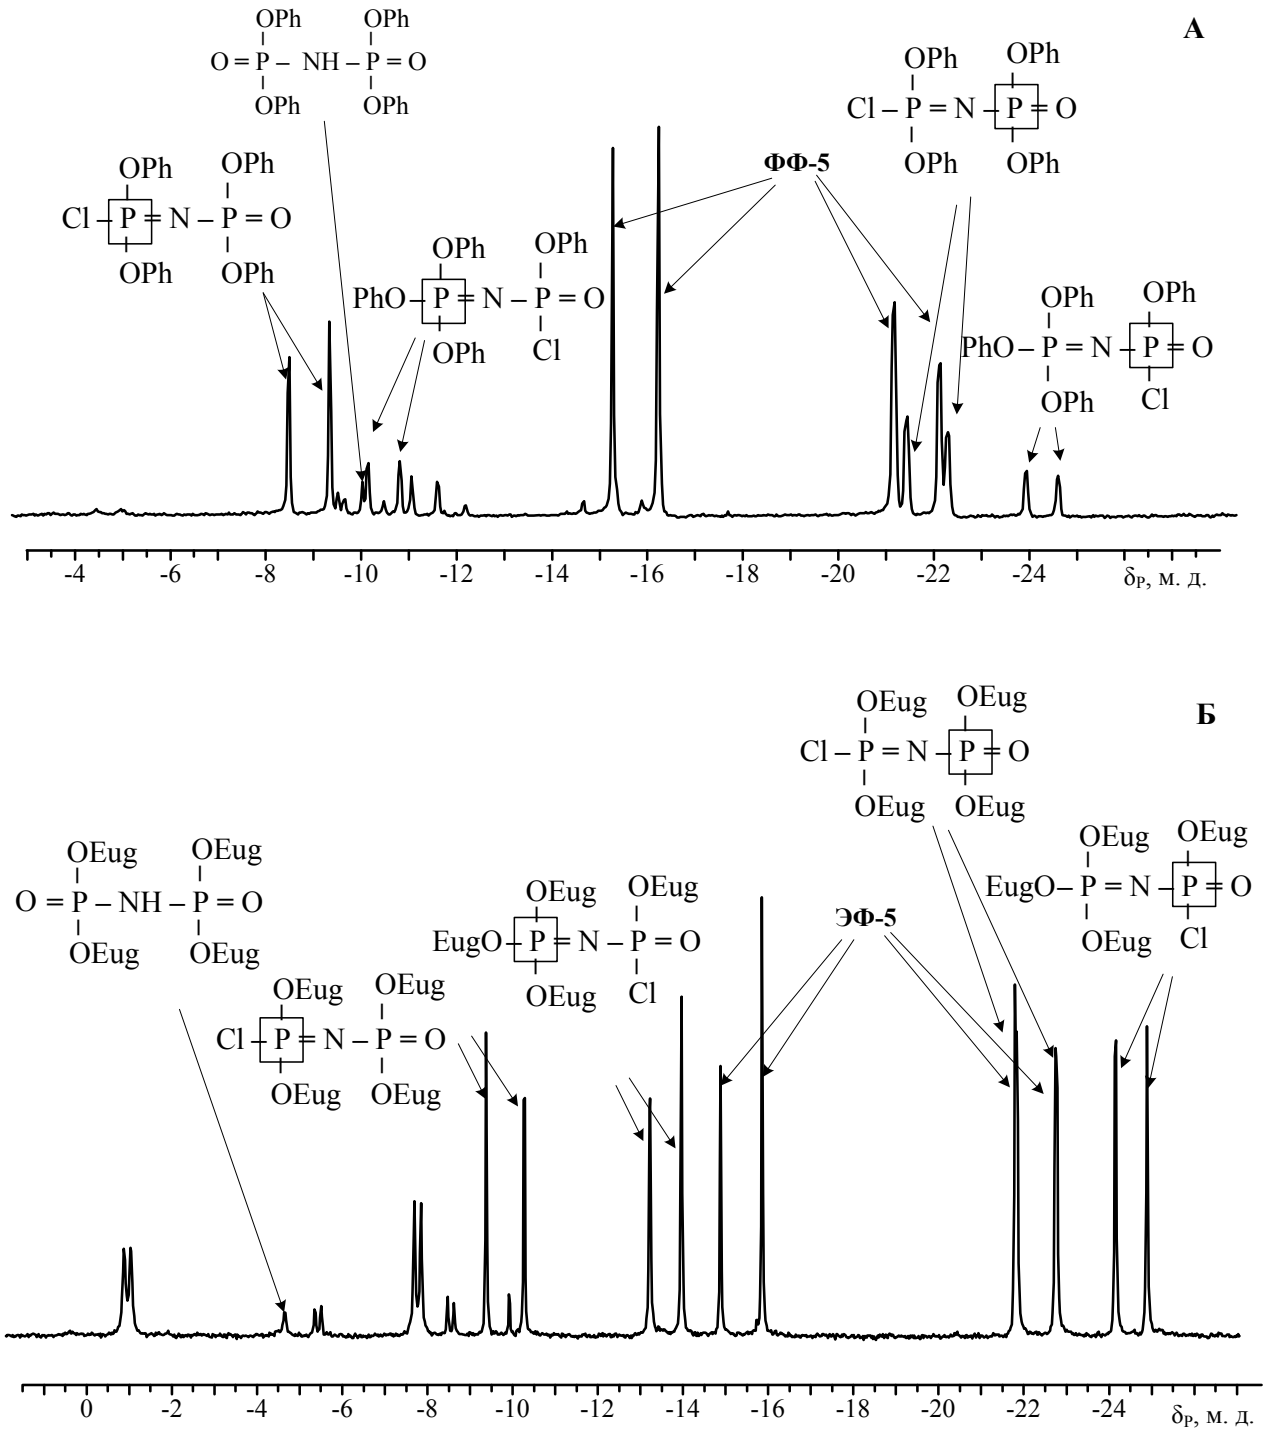 А
OPh OPh
O = P – NH – P = O
OPh OPh
OPh OPh
Cl – P = N – P = O
OPh OPh
OPh OPh
Cl – P = N – P = O
OPh OPh
ФФ-5
OPh OPh
PhO – P = N – P = O
OPh Cl
OPh OPh
PhO – P = N – P = O
OPh Cl
-4 -6 -8 -10 -12 -14 -16 -18 -20 -22 -24
δP, м. д.
Б
OEug OEug
Cl – P = N – P = O
OEug OEug
OEug OEug
EugO – P = N – P = O
OEug Cl
OEug OEug
O = P – NH – P = O
OEug OEug
OEug OEug
EugO – P = N – P = O
OEug Cl
ЭФ-5
OEug OEug
Cl – P = N – P = O
OEug OEug
0 -2 -4 -6 -8 -10 -12 -14 -16 -18 -20 -22 -24
δP, м. д.